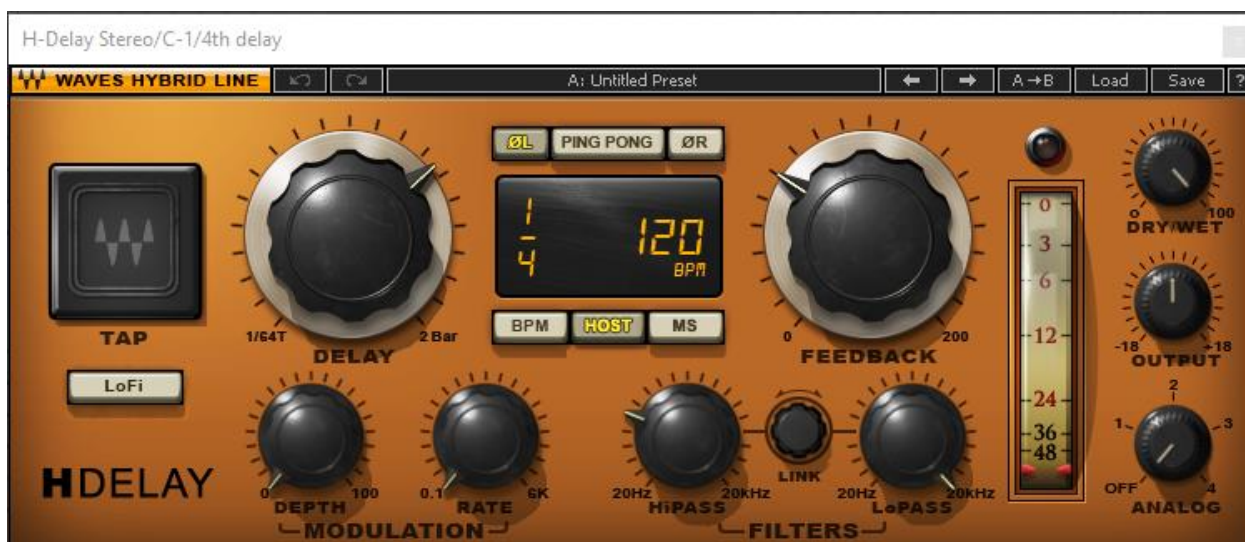 H-Delay Stereo/C-1/4th delay
WAVES HYBRID LINE A: Untitled Preset A→B Load Save ?
ØL PING PONG ØR
1/4 120
BPM
TAP
1/64T 2 Bar
DELAY
BPM HOST MS
0 200
FEEDBACK
LoFi
0 100
DEPTH
0.1 6K
RATE
MODULATION
20Hz 20kHz
HiPASS
LINK
20Hz 20kHz
LoPASS
FILTERS
HDELAY
0
3
6
12
24
36
48
0 100
DRY/WET
-18 +18
OUTPUT
OFF 1 2 3 4
ANALOG